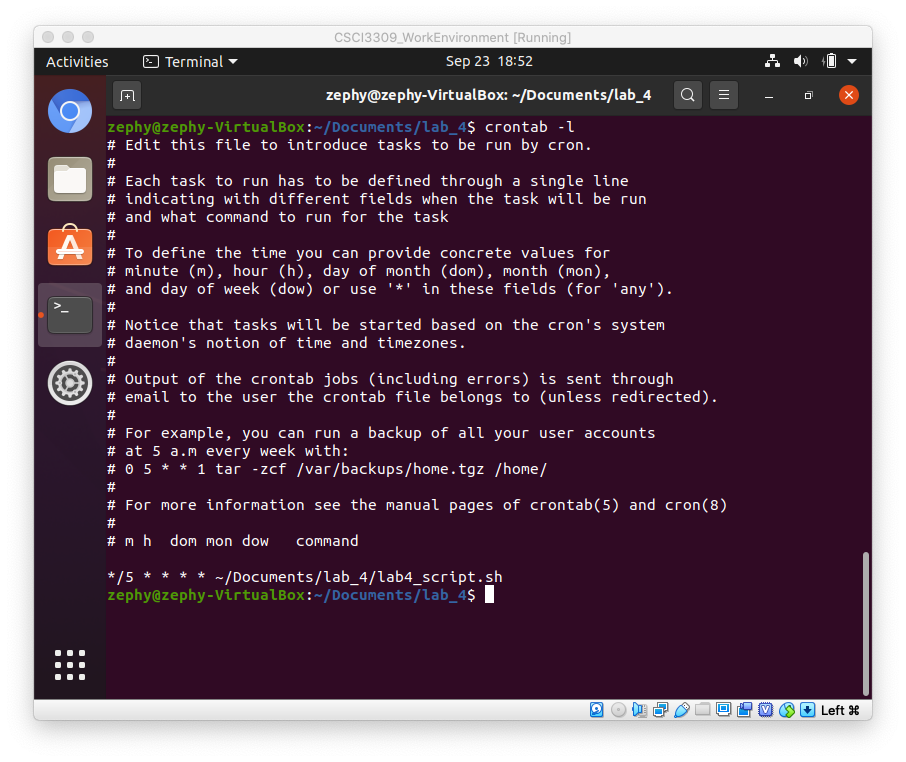 CSCI3309_WorkEnvironment [Running]
Activities
Terminal
Sep 23 18:52
zephy@zephy-VirtualBox: ~/Documents/lab_4
zephy@zephy-VirtualBox:~/Documents/lab_4$ crontab -l
# Edit this file to introduce tasks to be run by cron.
#
# Each task to run has to be defined through a single line
# indicating with different fields when the task will be run
# and what command to run for the task
#
# To define the time you can provide concrete values for
# minute (m), hour (h), day of month (dom), month (mon),
# and day of week (dow) or use '*' in these fields (for 'any').
#
# Notice that tasks will be started based on the cron's system
# daemon's notion of time and timezones.
#
# Output of the crontab jobs (including errors) is sent through
# email to the user the crontab file belongs to (unless redirected).
#
# For example, you can run a backup of all your user accounts
# at 5 a.m every week with:
# 0 5 * * 1 tar -zcf /var/backups/home.tgz /home/
#
# For more information see the manual pages of crontab(5) and cron(8)
#
# m h  dom mon dow   command
*/5 * * * * ~/Documents/lab_4/lab4_script.sh
zephy@zephy-VirtualBox:~/Documents/lab_4$
Left ⌘